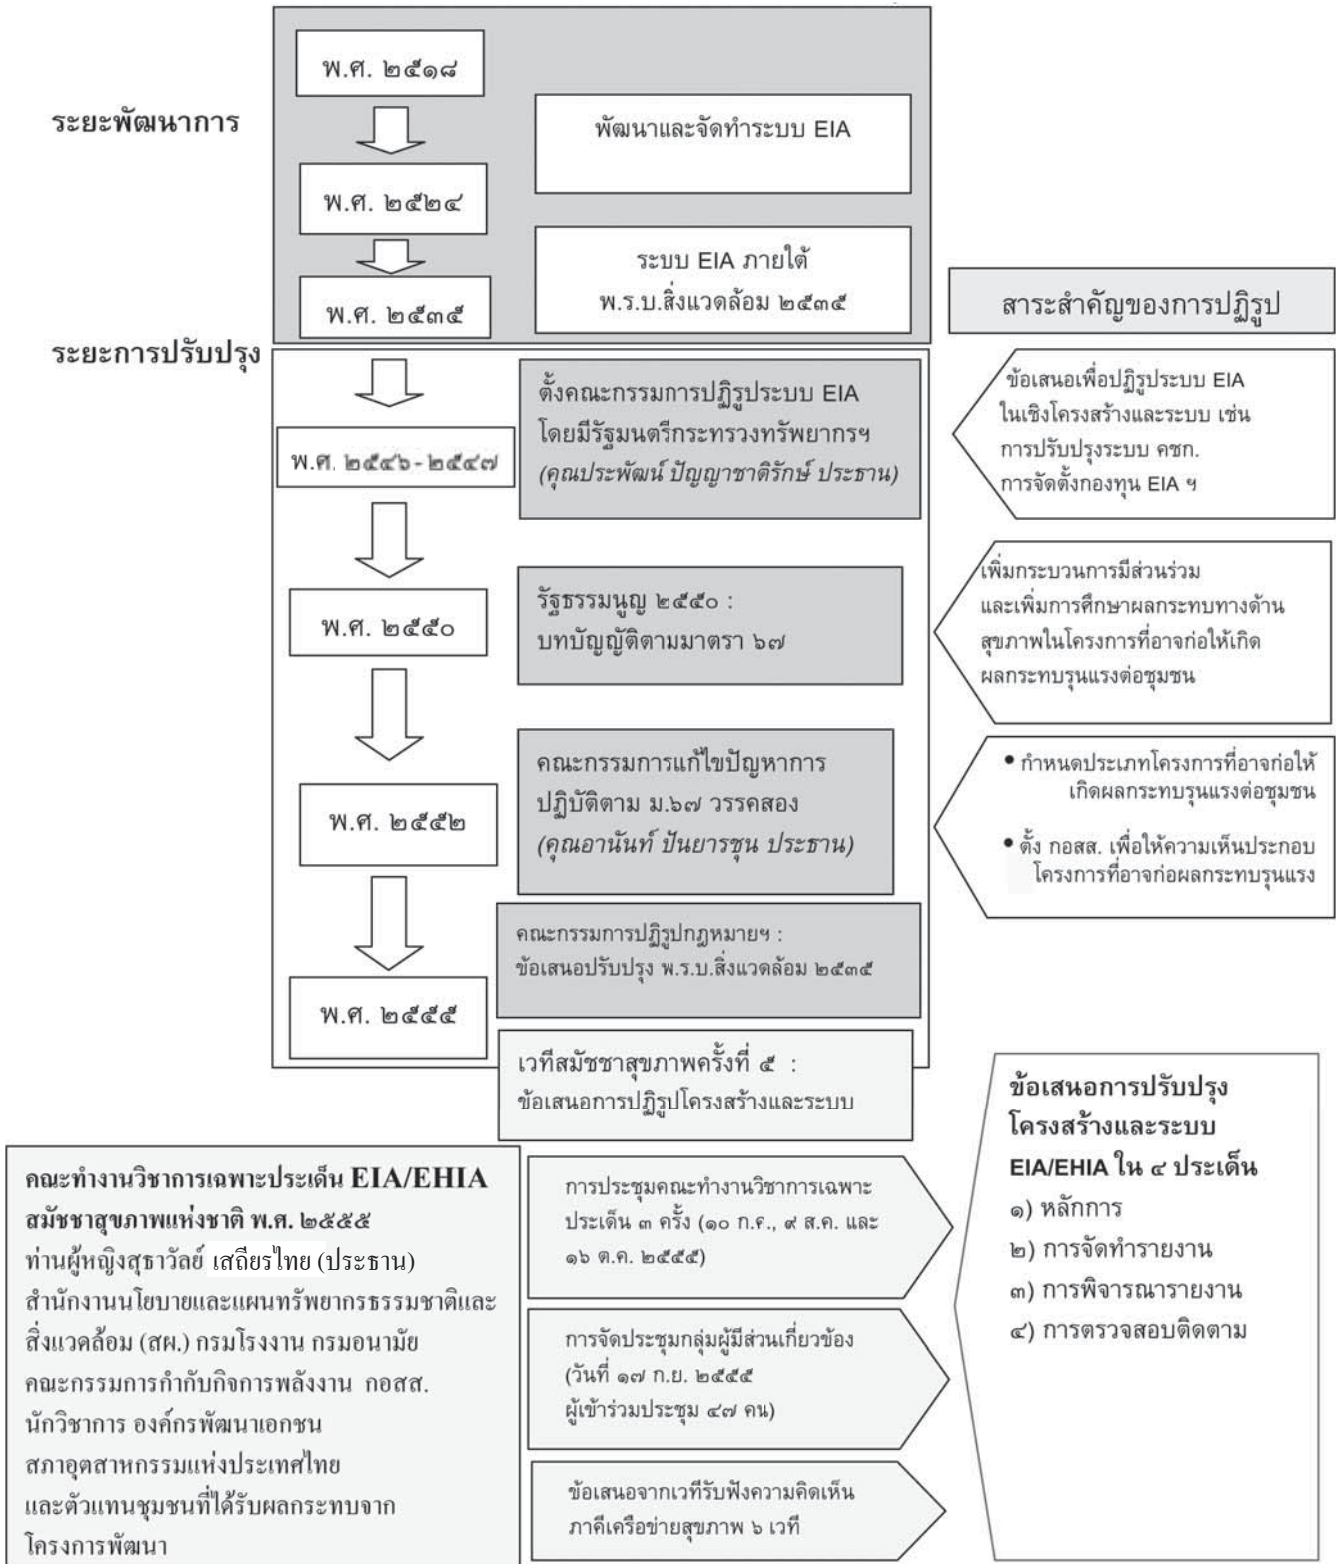 พ.ศ. ๒๕๑๘
ระยะพัฒนาการ
พัฒนาและจัดทำระบบ EIA
พ.ศ. ๒๕๒๔
ระบบ EIA ภายใต้
พ.ร.บ.สิ่งแวดล้อม ๒๕๓๕
พ.ศ. ๒๕๓๕
สาระสำคัญของการปฏิรูป
ระยะการปรับปรุง
ตั้งคณะกรรมการปฏิรูประบบ EIA
โดยมีรัฐมนตรีกระทรวงทรัพยากรฯ
(คุณประพัฒน์ ปัญญาชาติรักษ์ ประธาน)
พ.ศ. ๒๕๔๖-๒๕๔๗
ข้อเสนอเพื่อปฏิรูประบบ EIA
ในเชิงโครงสร้างและระบบ เช่น
การปรับปรุงระบบ คชก.
การจัดตั้งกองทุน EIA ฯ
พ.ศ. ๒๕๕๐
รัฐธรรมนูญ ๒๕๕๐ :
บทบัญญัติตามมาตรา ๖๗
เพิ่มกระบวนการมีส่วนร่วม
และเพิ่มการศึกษาผลกระทบทางด้าน
สุขภาพในโครงการที่อาจก่อให้เกิด
ผลกระทบรุนแรงต่อชุมชน
พ.ศ. ๒๕๕๒
คณะกรรมการแก้ไขปัญหาการ
ปฏิบัติตาม ม.๖๗ วรรคสอง
(คุณอานันท์ ปันยารชุน ประธาน)
• กำหนดประเภทโครงการที่อาจก่อให้
เกิดผลกระทบรุนแรงต่อชุมชน
• ตั้ง กอสส. เพื่อให้ความเห็นประกอบ
โครงการที่อาจก่อผลกระทบรุนแรง
คณะกรรมการปฏิรูปกฎหมายฯ :
ข้อเสนอปรับปรุง พ.ร.บ.สิ่งแวดล้อม ๒๕๓๕
พ.ศ. ๒๕๕๕
เวทีสมัชชาสุขภาพครั้งที่ ๕ :
ข้อเสนอการปฏิรูปโครงสร้างและระบบ
คณะทำงานวิชาการเฉพาะประเด็น EIA/EHIA
สมัชชาสุขภาพแห่งชาติ พ.ศ. ๒๕๕๕
ท่านผู้หญิงสุธาวัลย์ เสถียรไทย (ประธาน)
สำนักงานนโยบายและแผนทรัพยากรธรรมชาติและ
สิ่งแวดล้อม (สผ.) กรมโรงงาน กรมอนามัย
คณะกรรมการกำกับกิจการพลังงาน กอสส.
นักวิชาการ องค์กรพัฒนาเอกชน
สภาอุตสาหกรรมแห่งประเทศไทย
และตัวแทนชุมชนที่ได้รับผลกระทบจาก
โครงการพัฒนา
การประชุมคณะทำงานวิชาการเฉพาะ
ประเด็น ๓ ครั้ง (๑๐ ก.ค., ๙ ส.ค. และ
๑๖ ต.ค. ๒๕๕๕)
การจัดประชุมกลุ่มผู้มีส่วนเกี่ยวข้อง
(วันที่ ๑๗ ก.ย. ๒๕๕๕
ผู้เข้าร่วมประชุม ๔๗ คน)
ข้อเสนอจากเวทีรับฟังความคิดเห็น
ภาคีเครือข่ายสุขภาพ ๖ เวที
ข้อเสนอการปรับปรุง
โครงสร้างและระบบ
EIA/EHIA ใน ๔ ประเด็น
๑) หลักการ
๒) การจัดทำรายงาน
๓) การพิจารณารายงาน
๔) การตรวจสอบติดตาม